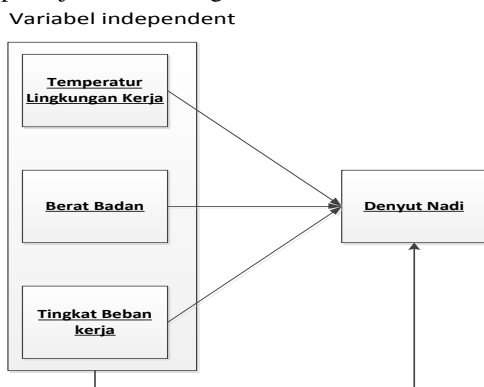 Variabel independent
Temperatur
Lingkungan Kerja
Berat Badan
Denyut Nadi
Tingkat Beban
kerja